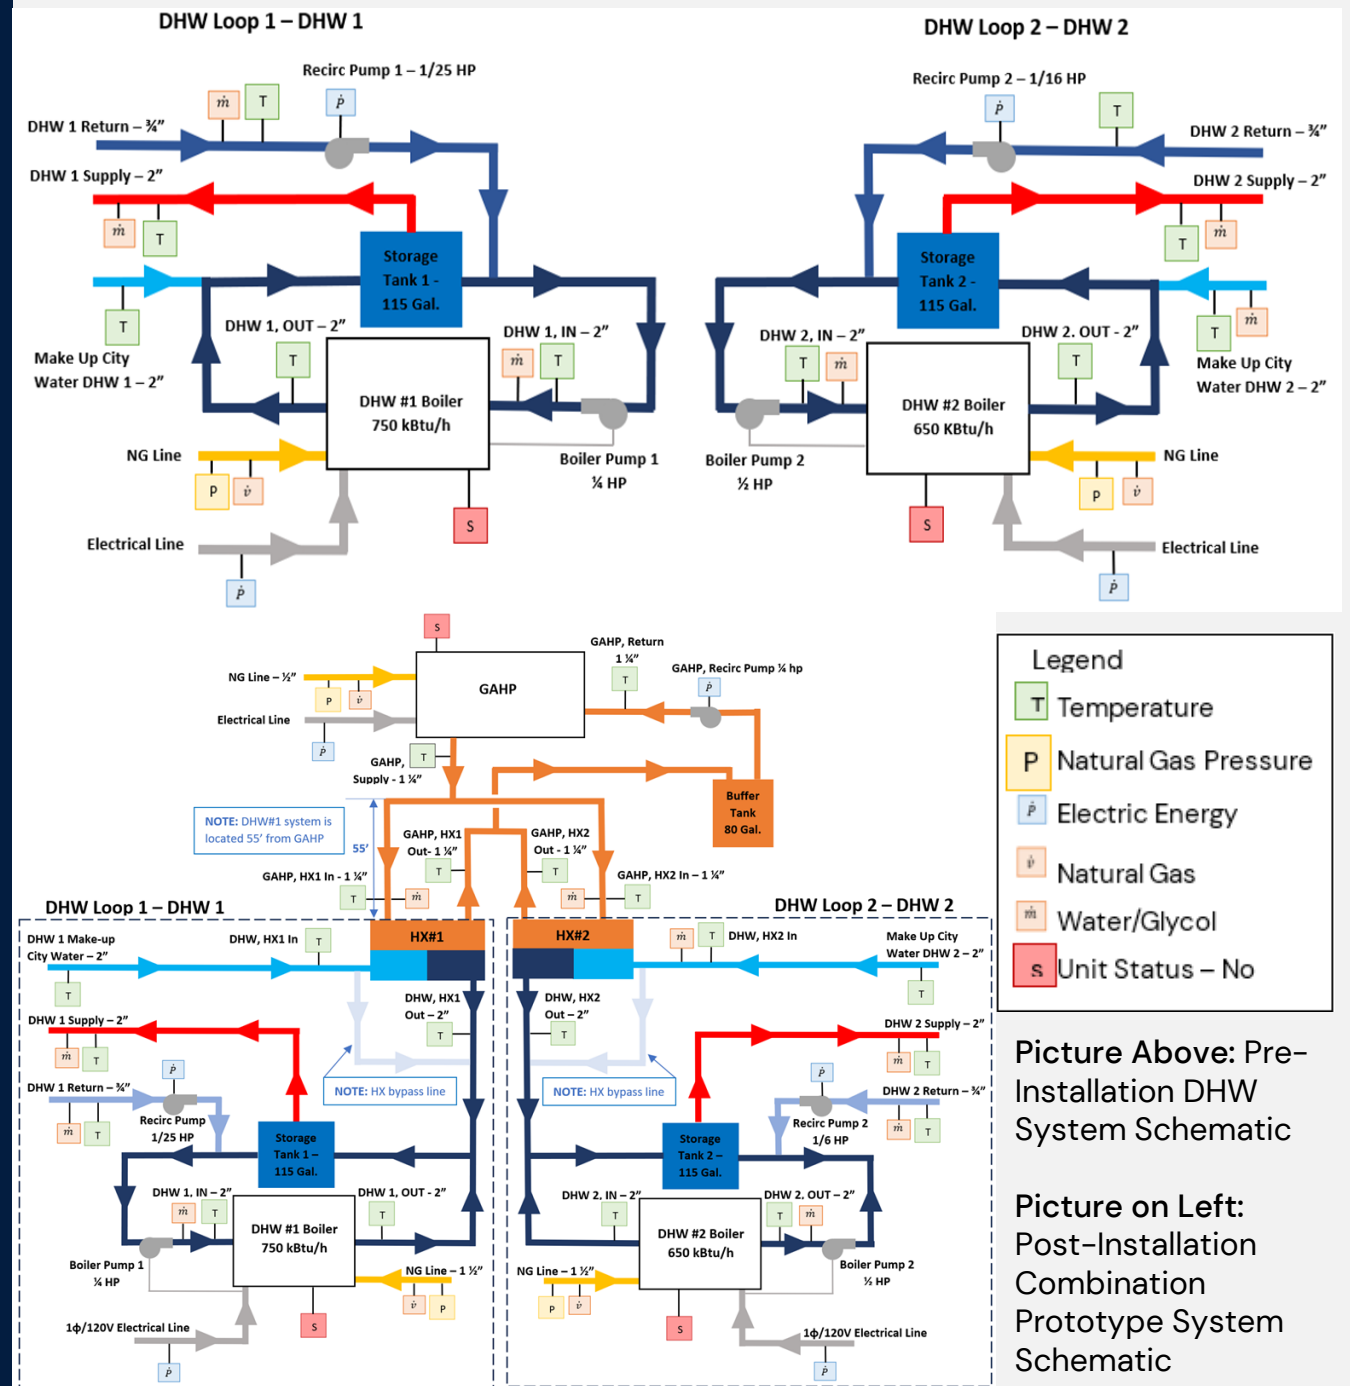 DHW Loop 1 – DHW 1
DHW Loop 2 – DHW 2
Recirc Pump 1 – 1/25 HP
Recirc Pump 2 – 1/16 HP
ṁ
T
Ṗ
Ṗ
T
DHW 1 Return – ¾”
DHW 2 Return – ¾”
DHW 1 Supply – 2”
DHW 2 Supply – 2”
ṁ
T
T
ṁ
Storage
Tank 1 -
115 Gal.
Storage
Tank 2 -
115 Gal.
T
Make Up City
Water DHW 1 – 2”
DHW 1, OUT – 2”
T
DHW 1, IN – 2”
ṁ
T
DHW 2, IN – 2”
T
ṁ
DHW 2. OUT - 2”
T
T
ṁ
Make Up City
Water DHW 2 – 2”
DHW #1 Boiler
750 kBtu/h
DHW #2 Boiler
650 KBtu/h
NG Line
P
v̇
Boiler Pump 1
¼ HP
Boiler Pump 2
½ HP
NG Line
P
v̇
S
S
Electrical Line
Ṗ
Electrical Line
Ṗ
S
GAHP
NG Line – ½”
P
v̇
Electrical Line
Ṗ
GAHP, Return
1 ¼”
T
GAHP, Recirc Pump ¼ hp
Ṗ
GAHP,
Supply - 1 ¼”
T
Buffer
Tank
80 Gal.
NOTE: DHW#1 system is
located 55’ from GAHP
55’
GAHP, HX1
Out- 1 ¼”
T
GAHP, HX2
Out - 1 ¼”
T
GAHP, HX1 In - 1 ¼”
T
ṁ
GAHP, HX2 In – 1 ¼”
ṁ
T
DHW Loop 1 – DHW 1
DHW Loop 2 – DHW 2
DHW 1 Make-up
City Water – 2”
T
DHW, HX1 In
T
HX#1
HX#2
ṁ
T
DHW, HX2 In
Make Up City
Water DHW 2 – 2”
T
DHW, HX1
Out – 2”
T
DHW, HX2
Out – 2”
T
DHW 1 Supply – 2”
ṁ
T
DHW 2 Supply – 2”
ṁ
T
NOTE: HX bypass line
NOTE: HX bypass line
DHW 1 Return – ¾”
ṁ
T
Ṗ
Recirc Pump
1/25 HP
Ṗ
Recirc Pump 2
1/6 HP
DHW 2 Return – ¾”
ṁ
T
Storage
Tank 1 –
115 Gal.
Storage
Tank 2 –
115 Gal.
DHW 1, IN – 2”
ṁ
T
DHW 1, OUT - 2”
T
DHW 2. IN – 2”
T
DHW 2, OUT – 2”
T
ṁ
DHW #1 Boiler
750 kBtu/h
DHW #2 Boiler
650 kBtu/h
Boiler Pump 1
¼ HP
NG Line – 1 ½”
v̇
P
NG Line – 1 ½”
P
v̇
Boiler Pump 2
½ HP
S
S
1ф/120V Electrical Line
Ṗ
1ф/120V Electrical Line
Ṗ
Legend
T Temperature
P Natural Gas Pressure
Ṗ Electric Energy
v̇ Natural Gas
ṁ Water/Glycol
s Unit Status – No
Picture Above: Pre-
Installation DHW
System Schematic
Picture on Left:
Post-Installation
Combination
Prototype System
Schematic